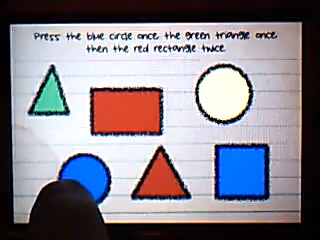 Press the blue circle once the green triangle once
then the red rectangle twice